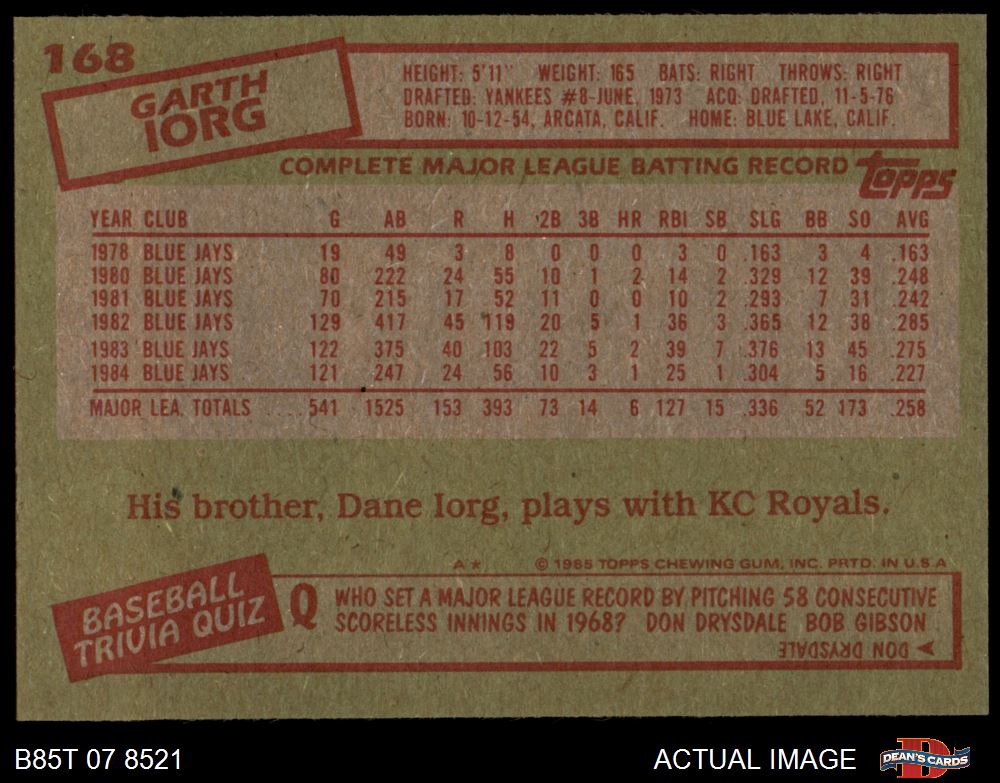 168
GARTH
IORG
HEIGHT: 5'11" WEIGHT: 165 BATS: RIGHT THROWS: RIGHT
DRAFTED: YANKEES #8-JUNE, 1973 ACQ: DRAFTED, 11-5-76
BORN: 10-12-54, ARCATA, CALIF. HOME: BLUE LAKE, CALIF.
COMPLETE MAJOR LEAGUE BATTING RECORD
Topps
YEAR CLUB G AB R H 2B 3B HR RBI SB SLG BB SO AVG
1978 BLUE JAYS 19 49 3 8 0 0 0 3 0 .163 3 4 .163
1980 BLUE JAYS 80 222 24 55 10 1 2 14 2 .329 12 39 .248
1981 BLUE JAYS 70 215 17 52 11 0 0 10 2 .293 7 31 .242
1982 BLUE JAYS 129 417 45 119 20 5 1 36 3 .365 12 38 .285
1983 BLUE JAYS 122 375 40 103 22 5 2 39 7 .376 13 45 .275
1984 BLUE JAYS 121 247 24 56 10 3 1 25 1 .304 5 16 .227
MAJOR LEA. TOTALS .... 541 1525 153 393 73 14 6 127 15 .336 52 173 .258
His brother, Dane Iorg, plays with KC Royals.
A* © 1985 TOPPS CHEWING GUM, INC. PRTD. IN U.S.A
BASEBALL
TRIVIA QUIZ
Q WHO SET A MAJOR LEAGUE RECORD BY PITCHING 58 CONSECUTIVE
SCORELESS INNINGS IN 1968? DON DRYSDALE BOB GIBSON
DON DRYSDALE
B85T 07 8521
ACTUAL IMAGE
D
DEAN'S CARDS